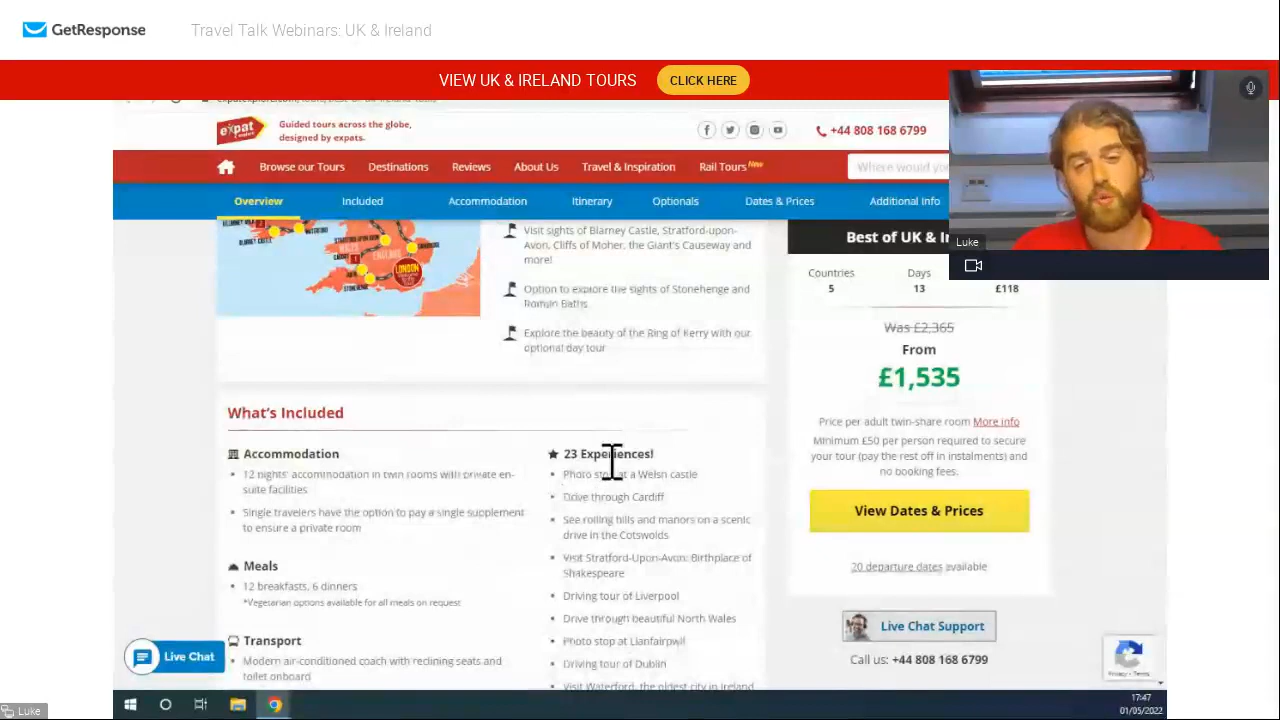 GetResponse
Travel Talk Webinars: UK & Ireland
VIEW UK & IRELAND TOURS
CLICK HERE
expat
Guided tours across the globe,
designed by expats.
+44 808 168 6799
Browse our Tours
Destinations
Reviews
About Us
Travel & Inspiration
Rail Tours New
Where would yo
Overview
Included
Accommodation
Itinerary
Optionals
Dates & Prices
Additional Info
Luke
BLARNEY CASTLE
LONDON
STONEHENGE
Visit sights of Blarney Castle, Stratford-upon-
Avon, Cliffs of Moher, the Giant's Causeway and
more!
Option to explore the sights of Stonehenge and
Roman Baths
Explore the beauty of the Ring of Kerry with our
optional day tour
Best of UK & Ir
Countries
Days
5
13
£118
Was £2,365
From
£1,535
Price per adult twin-share room More info
Minimum £50 per person required to secure
your tour (pay the rest off in instalments) and
no booking fees.
View Dates & Prices
20 departure dates available
Live Chat Support
Call us: +44 808 168 6799
What's Included
Accommodation
12 nights' accommodation in twin rooms with private en-
suite facilities
Single travelers have the option to pay a single supplement
to ensure a private room
Meals
12 breakfasts, 6 dinners
*Vegetarian options available for all meals on request
Transport
Modern air-conditioned coach with reclining seats and
toilet onboard
23 Experiences!
Photo stop at a Welsh castle
Drive through Cardiff
See rolling hills and manors on a scenic
drive in the Cotswolds
Visit Stratford-Upon-Avon: Birthplace of
Shakespeare
Driving tour of Liverpool
Drive through beautiful North Wales
Photo stop at Llanfairpwll
Driving tour of Dublin
Visit Waterford, the oldest city in Ireland
Live Chat
Privacy - Terms
17:47
01/05/2022
Luke